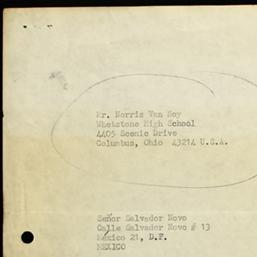 Mr. Norris Van Hoy
Whetstone High School
4405 Scenic Drive
Columbus, Ohio 43214 U.S.A.
Señor Salvador Novo
Calle Salvador Novo # 13
México 21, D.F.
MEXICO